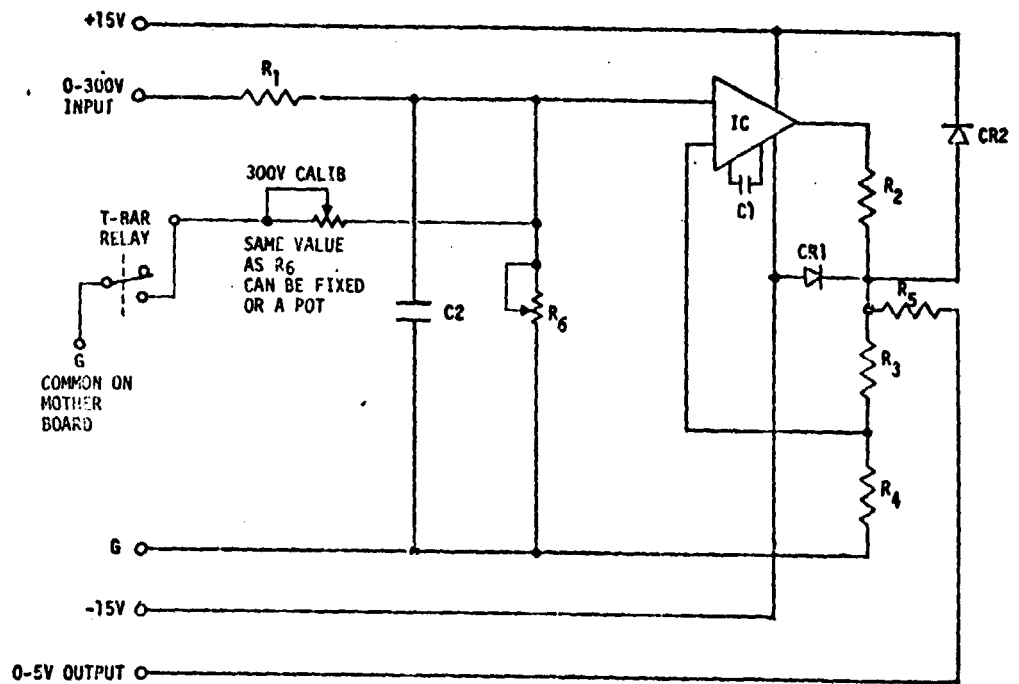 +15V
0-300V
INPUT
R1
IC
CR2
300V CALIB
C1
R2
T-BAR
RELAY
SAME VALUE
AS R6
CAN BE FIXED
OR A POT
CR1
R5
C2
R6
G
COMMON ON
MOTHER
BOARD
R3
R4
G
-15V
0-5V OUTPUT